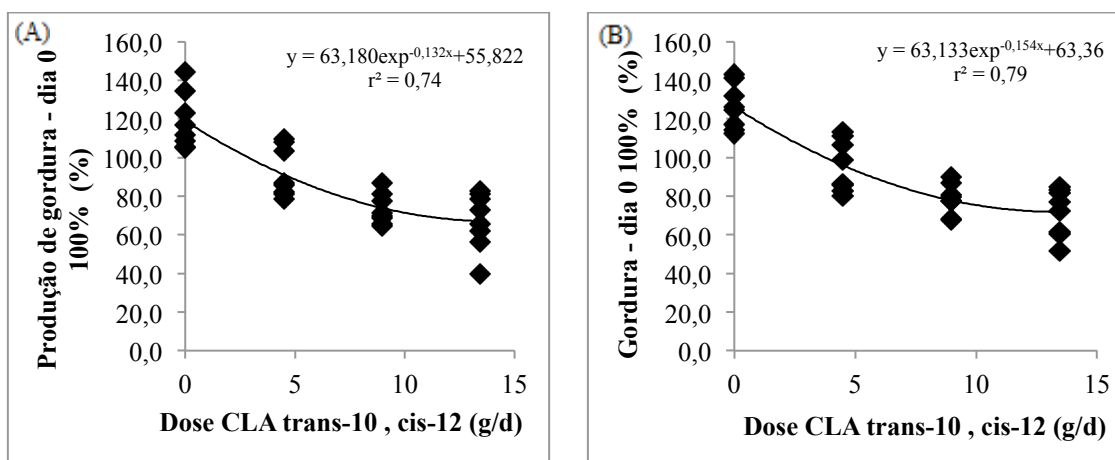 (A)
160,0
140,0
120,0
100,0
80,0
60,0
40,0
20,0
0,0
0
5
10
15
Produção de gordura - dia 0
100% (%)
y = 63,180exp-0,132x+55,822
r² = 0,74
Dose CLA trans-10 , cis-12 (g/d)
(B)
160,0
140,0
120,0
100,0
80,0
60,0
40,0
20,0
0,0
0
5
10
15
Gordura - dia 0 100% (%)
y = 63,133exp-0,154x+63,36
r² = 0,79
Dose CLA trans-10 , cis-12 (g/d)